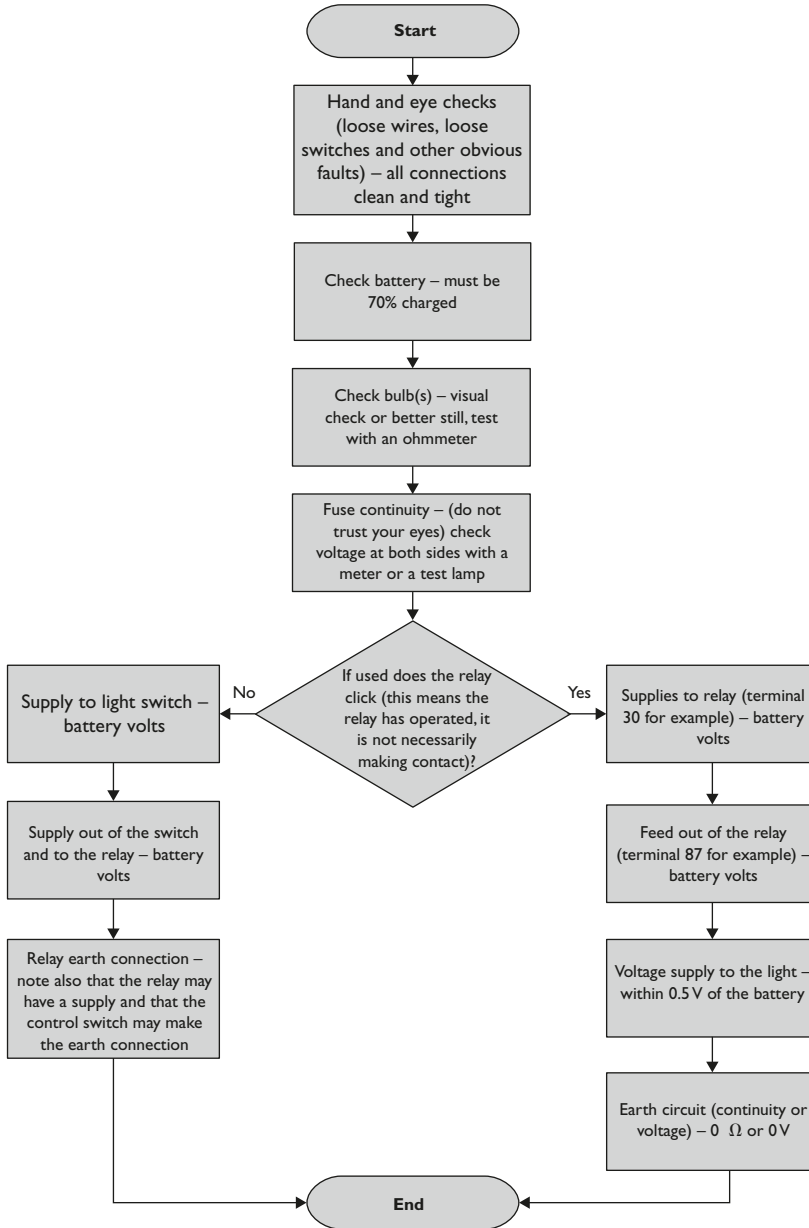 Start
Hand and eye checks
(loose wires, loose
switches and other obvious
faults) – all connections
clean and tight
Check battery – must be
70% charged
Check bulb(s) – visual
check or better still, test
with an ohmmeter
Fuse continuity – (do not
trust your eyes) check
voltage at both sides with a
meter or a test lamp
If used does the relay
click (this means the
relay has operated, it
is not necessarily
making contact)?
No
Supply to light switch –
battery volts
Supply out of the switch
and to the relay – battery
volts
Relay earth connection –
note also that the relay may
have a supply and that the
control switch may make
the earth connection
Yes
Supplies to relay (terminal
30 for example) – battery
volts
Feed out of the relay
(terminal 87 for example) –
battery volts
Voltage supply to the light –
within 0.5 V of the battery
Earth circuit (continuity or
voltage) – 0 Ω or 0 V
End